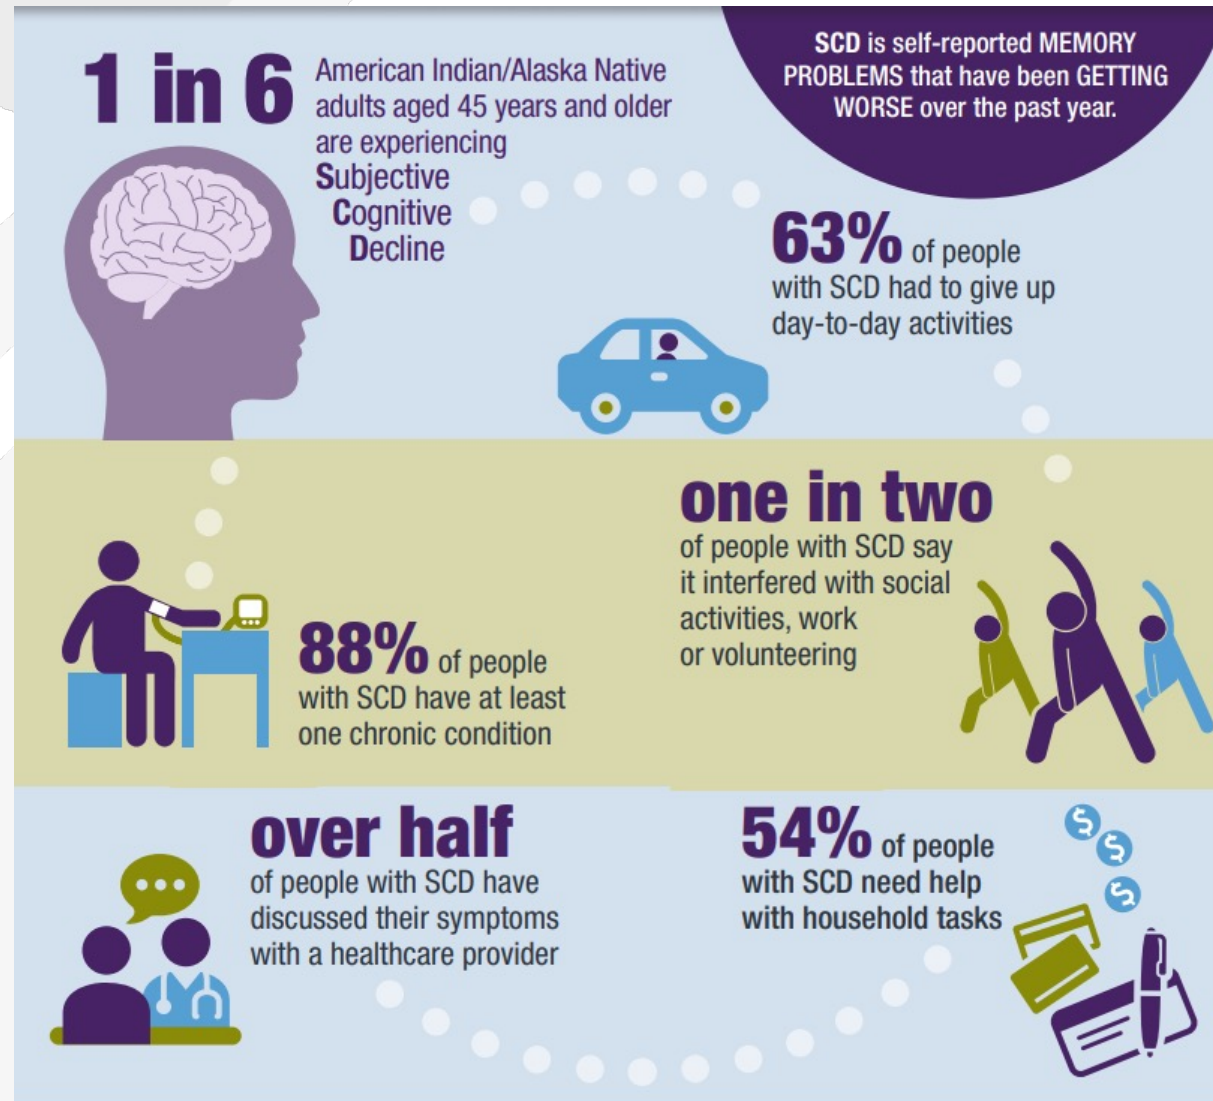 1 in 6
American Indian/Alaska Native
adults aged 45 years and older
are experiencing
Subjective
Cognitive
Decline
SCD is self-reported MEMORY
PROBLEMS that have been GETTING
WORSE over the past year.
63% of people
with SCD had to give up
day-to-day activities
one in two
of people with SCD say
it interfered with social
activities, work
or volunteering
88% of people
with SCD have at least
one chronic condition
over half
of people with SCD have
discussed their symptoms
with a healthcare provider
54% of people
with SCD need help
with household tasks
$
$
$